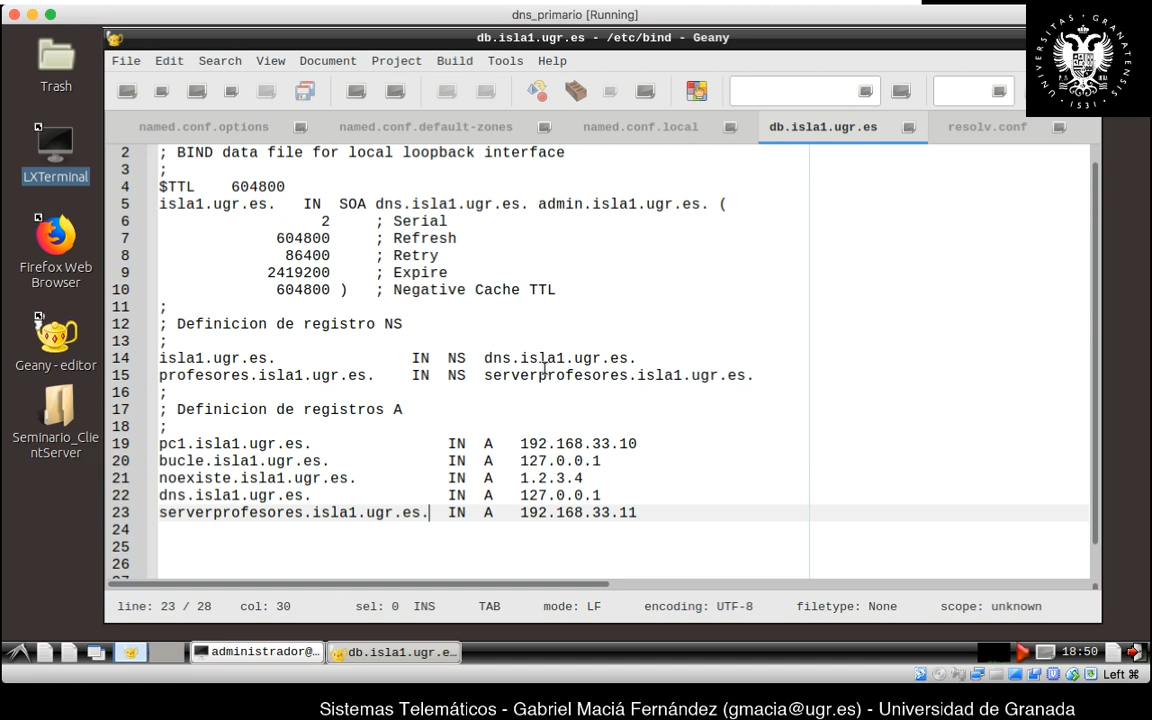 dns_primario [Running]
db.isla1.ugr.es - /etc/bind - Geany
UNIVERSITAS GRANATENSIS
1531
Trash
LXTerminal
Firefox Web
Browser
Geany - editor
Seminario_Clie
ntServer
File Edit Search View Document Project Build Tools Help
named.conf.options named.conf.default-zones named.conf.local db.isla1.ugr.es resolv.conf
2 ; BIND data file for local loopback interface
3 ;
4 $TTL 604800
5 isla1.ugr.es. IN SOA dns.isla1.ugr.es. admin.isla1.ugr.es. (
6 2 ; Serial
7 604800 ; Refresh
8 86400 ; Retry
9 2419200 ; Expire
10 604800 ) ; Negative Cache TTL
11 ;
12 ; Definicion de registro NS
13 ;
14 isla1.ugr.es. IN NS dns.isla1.ugr.es.
15 profesores.isla1.ugr.es. IN NS serverprofesores.isla1.ugr.es.
16 ;
17 ; Definicion de registros A
18 ;
19 pc1.isla1.ugr.es. IN A 192.168.33.10
20 bucle.isla1.ugr.es. IN A 127.0.0.1
21 noexiste.isla1.ugr.es. IN A 1.2.3.4
22 dns.isla1.ugr.es. IN A 127.0.0.1
23 serverprofesores.isla1.ugr.es. IN A 192.168.33.11
24
25
26
line: 23 / 28 col: 30 sel: 0 INS TAB mode: LF encoding: UTF-8 filetype: None scope: unknown
administrador@... db.isla1.ugr.e... 18:50
Left ⌘
Sistemas Telemáticos - Gabriel Maciá Fernández (gmacia@ugr.es) - Universidad de Granada